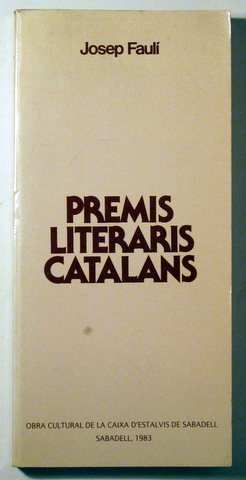 Josep Faulí
PREMIS
LITERARIS
CATALANS
OBRA CULTURAL DE LA CAIXA D'ESTALVIS DE SABADELL
SABADELL, 1983